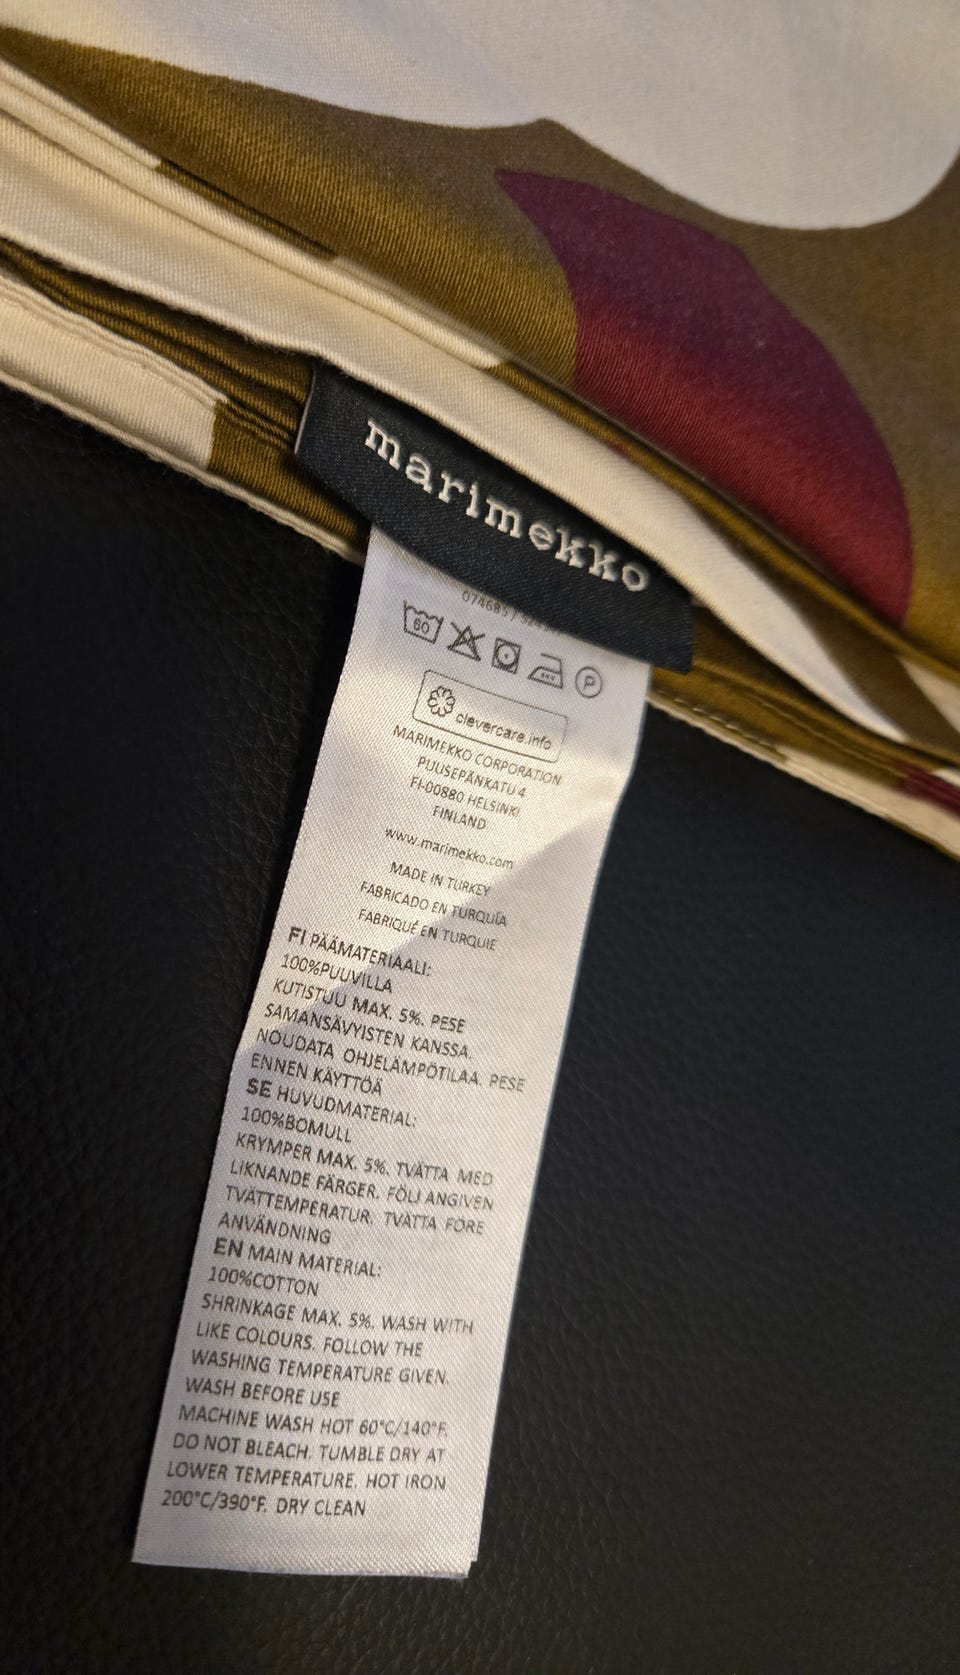 marimekko
60
P
clevercare.info
MARIMEKKO CORPORATION
PUUSEPÄNKATU 4
FI-00880 HELSINKI
FINLAND
www.marimekko.com
MADE IN TURKEY
FABRICADO EN TURQUÍA
FABRIQUÉ EN TURQUIE
FI PÄÄMATERIAALI:
100%PUUVILLA
KUTISTUU MAX. 5%. PESE
SAMANSÄVYISTEN KANSSA.
NOUDATA OHJELÄMPÖTILAA. PESE
ENNEN KÄYTTÖÄ
SE HUVUDMATERIAL:
100%BOMULL
KRYMPER MAX. 5%. TVÄTTA MED
LIKNANDE FÄRGER. FÖLJ ANGIVEN
TVÄTTEMPERATUR. TVÄTTA FÖRE
ANVÄNDNING
EN MAIN MATERIAL:
100%COTTON
SHRINKAGE MAX. 5%. WASH WITH
LIKE COLOURS. FOLLOW THE
WASHING TEMPERATURE GIVEN.
WASH BEFORE USE
MACHINE WASH HOT 60°C/140°F.
DO NOT BLEACH. TUMBLE DRY AT
LOWER TEMPERATURE. HOT IRON
200°C/390°F. DRY CLEAN